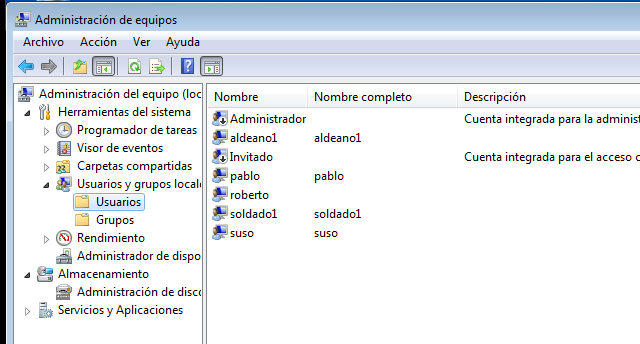 Administración de equipos
Archivo Acción Ver Ayuda
Administración del equipo (loc
Herramientas del sistema
Programador de tareas
Visor de eventos
Carpetas compartidas
Usuarios y grupos locale
Usuarios
Grupos
Rendimiento
Administrador de dispo
Almacenamiento
Administración de disco
Servicios y Aplicaciones
Nombre Nombre completo Descripción
Administrador Cuenta integrada para la administ
aldeano1 aldeano1
Invitado Cuenta integrada para el acceso c
pablo pablo
roberto
soldado1 soldado1
suso suso